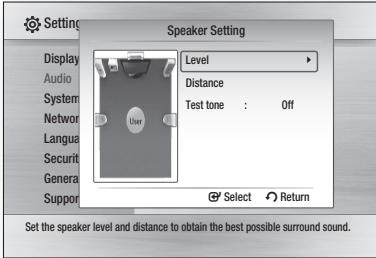 Setting
Speaker Setting
Display
Audio
System
Networ
Langua
Securit
Genera
Suppor
User
Level
Distance
Test tone : Off
Select Return
Set the speaker level and distance to obtain the best possible surround sound.